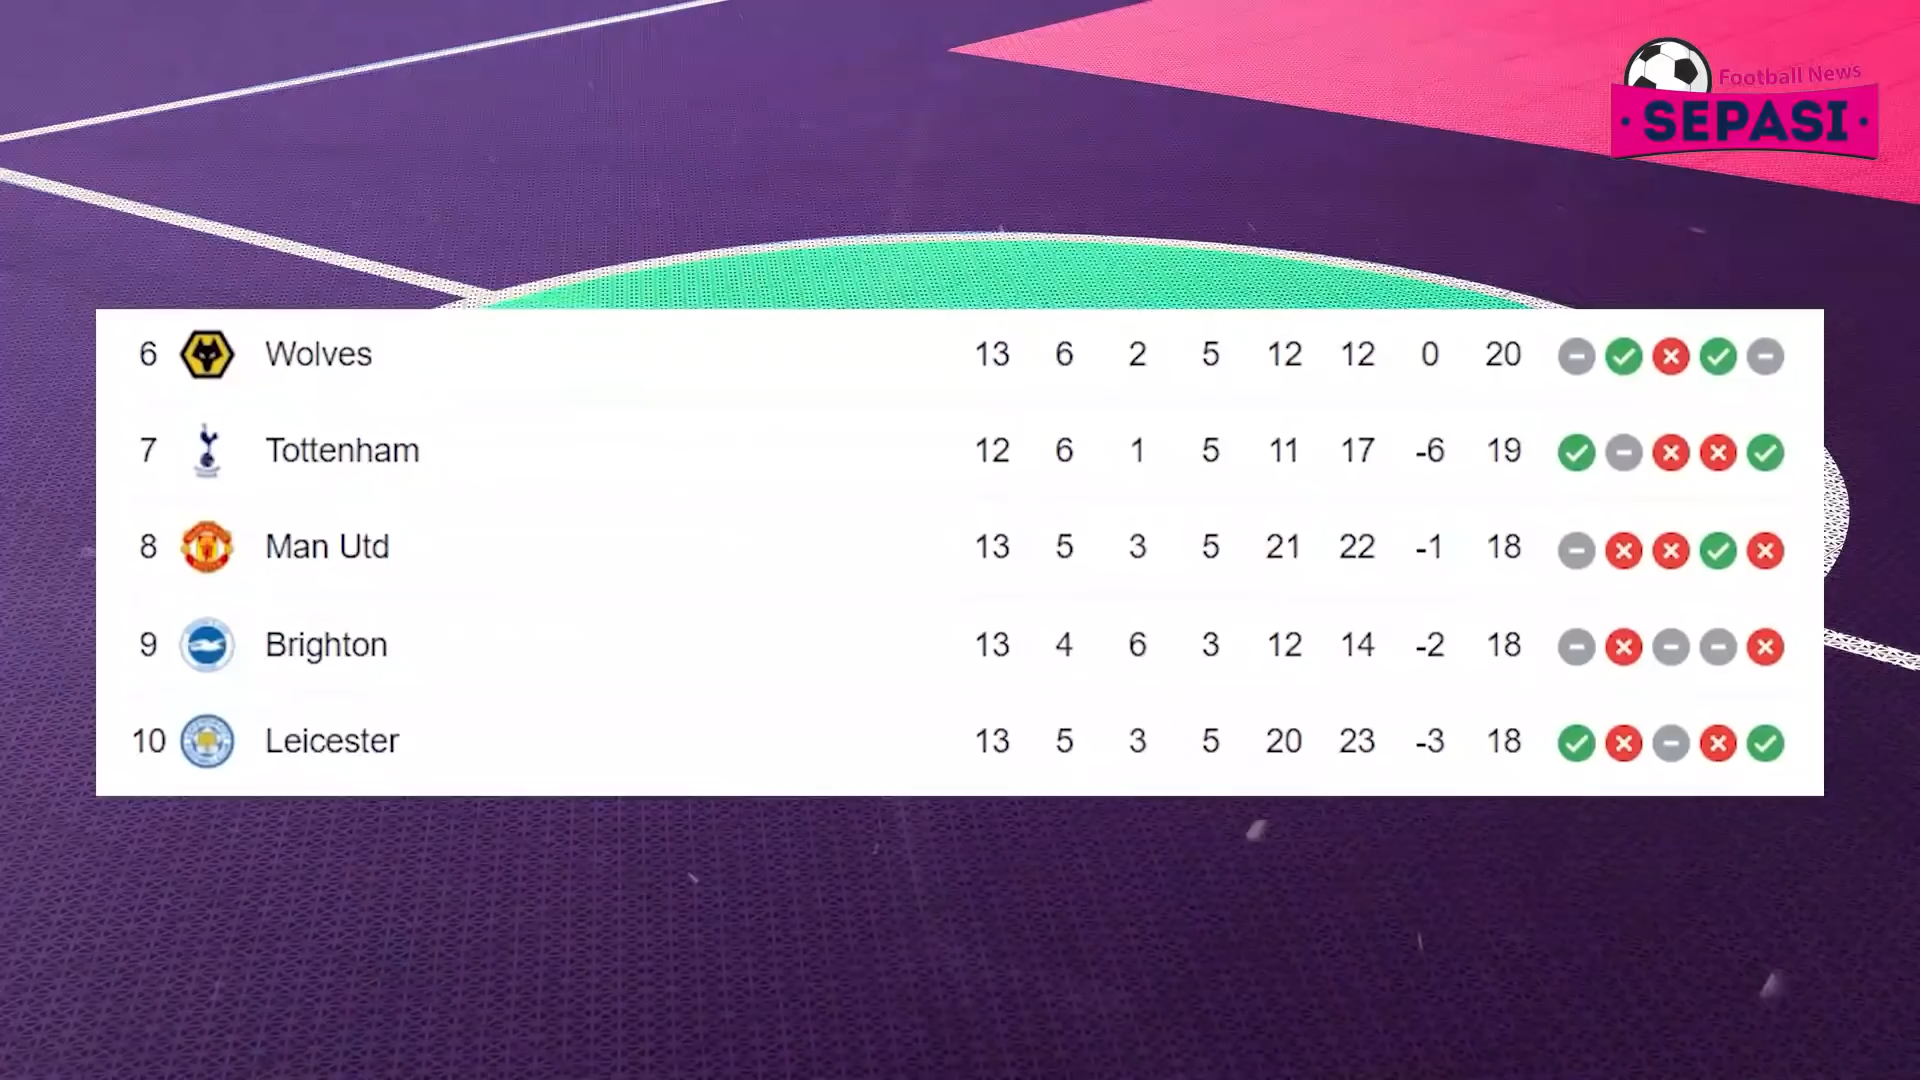 Football News
SEPASI
6 Wolves 13 6 2 5 12 12 0 20
7 Tottenham 12 6 1 5 11 17 -6 19
8 Man Utd 13 5 3 5 21 22 -1 18
9 Brighton 13 4 6 3 12 14 -2 18
10 Leicester 13 5 3 5 20 23 -3 18